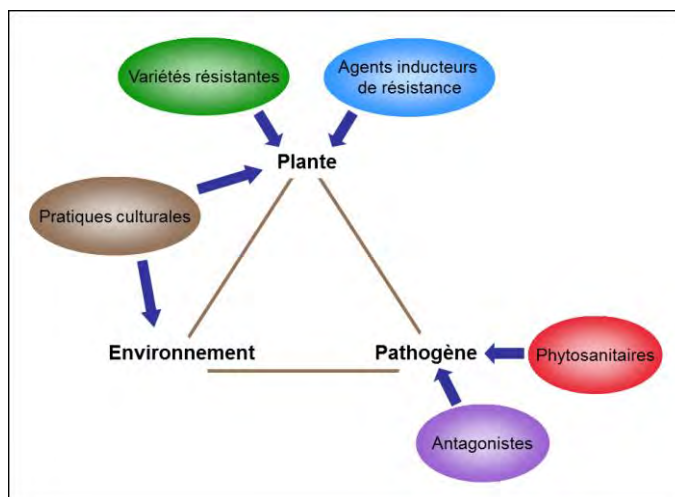 Variétés résistantes
Agents inducteurs
de résistance
Plante
Pratiques culturales
Environnement
Pathogène
Phytosanitaires
Antagonistes